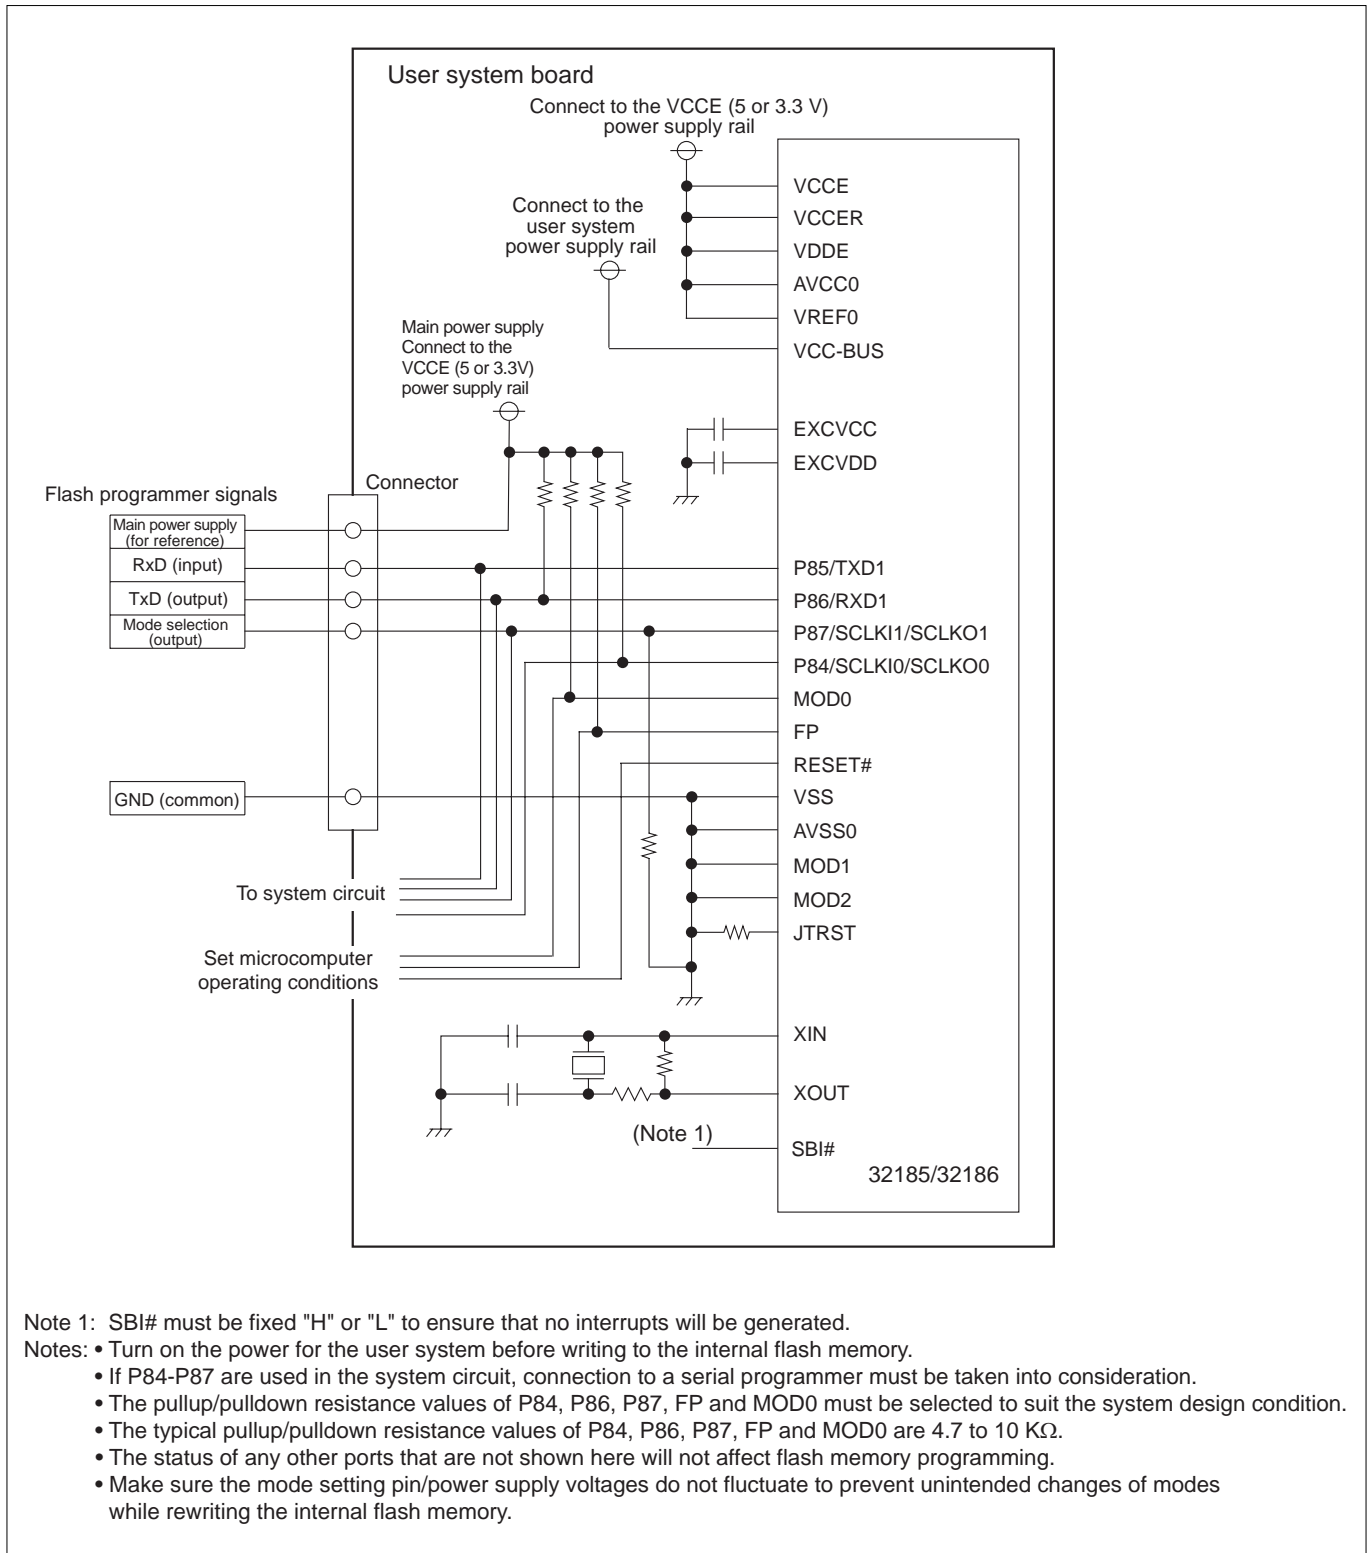 User system board
Connect to the VCCE (5 or 3.3 V)
power supply rail
VCCE
VCCER
VDDE
AVCC0
VREF0
VCC-BUS
Connect to the
user system
power supply rail
Main power supply
Connect to the
VCCE (5 or 3.3V)
power supply rail
EXCVCC
EXCVDD
Connector
Flash programmer signals
Main power supply
(for reference)
RxD (input)
TxD (output)
Mode selection
(output)
GND (common)
P85/TXD1
P86/RXD1
P87/SCLKI1/SCLKO1
P84/SCLKI0/SCLKO0
MOD0
FP
RESET#
VSS
AVSS0
MOD1
MOD2
JTRST
To system circuit
Set microcomputer
operating conditions
XIN
XOUT
(Note 1)
SBI#
32185/32186
Note 1: SBI# must be fixed "H" or "L" to ensure that no interrupts will be generated.
Notes: • Turn on the power for the user system before writing to the internal flash memory.
• If P84-P87 are used in the system circuit, connection to a serial programmer must be taken into consideration.
• The pullup/pulldown resistance values of P84, P86, P87, FP and MOD0 must be selected to suit the system design condition.
• The typical pullup/pulldown resistance values of P84, P86, P87, FP and MOD0 are 4.7 to 10 KΩ.
• The status of any other ports that are not shown here will not affect flash memory programming.
• Make sure the mode setting pin/power supply voltages do not fluctuate to prevent unintended changes of modes
while rewriting the internal flash memory.